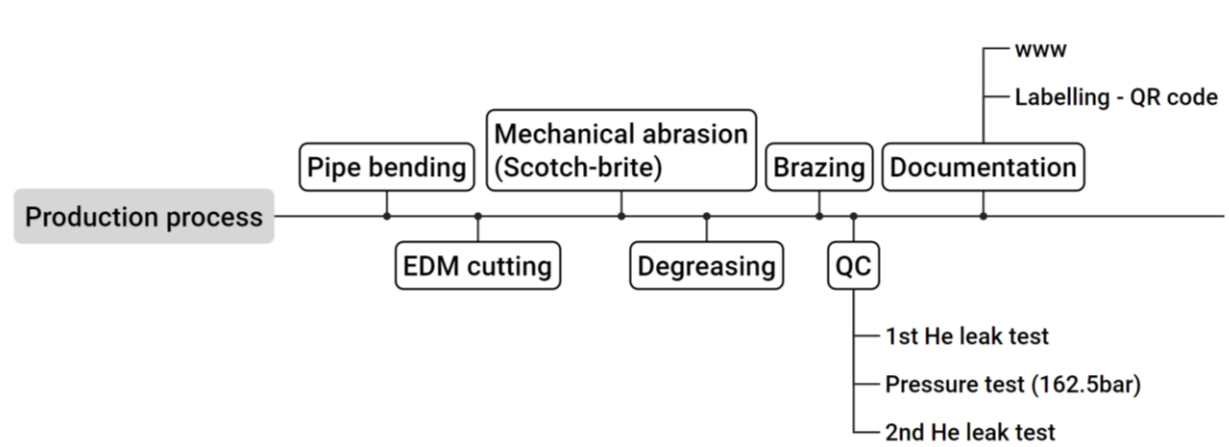 www
Labelling - QR code
Mechanical abrasion
(Scotch-brite)
Pipe bending
Brazing
Documentation
Production process
EDM cutting
Degreasing
QC
1st He leak test
Pressure test (162.5bar)
2nd He leak test